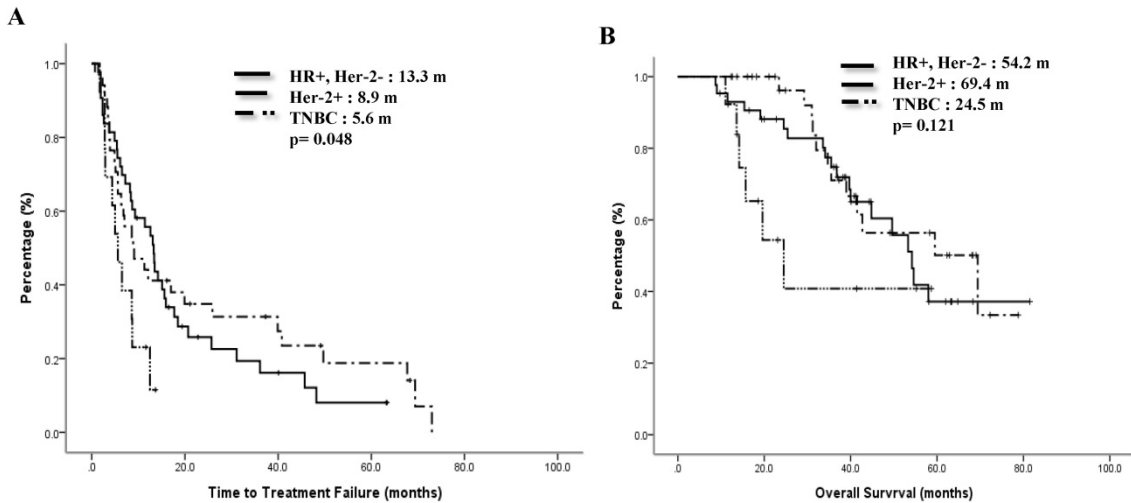 A
HR+, Her-2- : 13.3 m
Her-2+ : 8.9 m
TNBC : 5.6 m
p= 0.048
Percentage (%)
1.0
0.8
0.6
0.4
0.2
0.0
.0 20.0 40.0 60.0 80.0 100.0
Time to Treatment Failure (months)
B
HR+, Her-2- : 54.2 m
Her-2+ : 69.4 m
TNBC : 24.5 m
p= 0.121
Percentage (%)
1.0
0.8
0.6
0.4
0.2
0.0
.0 20.0 40.0 60.0 80.0 100.0
Overall Survrval (months)